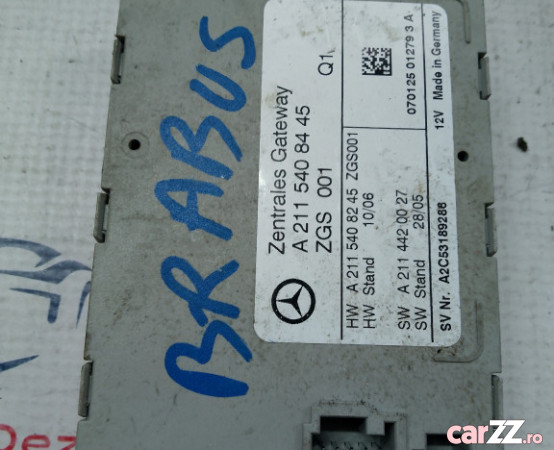 BRABUS
Zentrales Gateway
A 211 540 84 45
ZGS 001 Q1
HW A 211 540 82 45 ZGS001
HW Stand 10/06
SW A 211 442 00 27
SW Stand 28/05
SV Nr. A2C53189286
070125 01279 3 A
12V Made in Germany
Dez
carZZ.ro